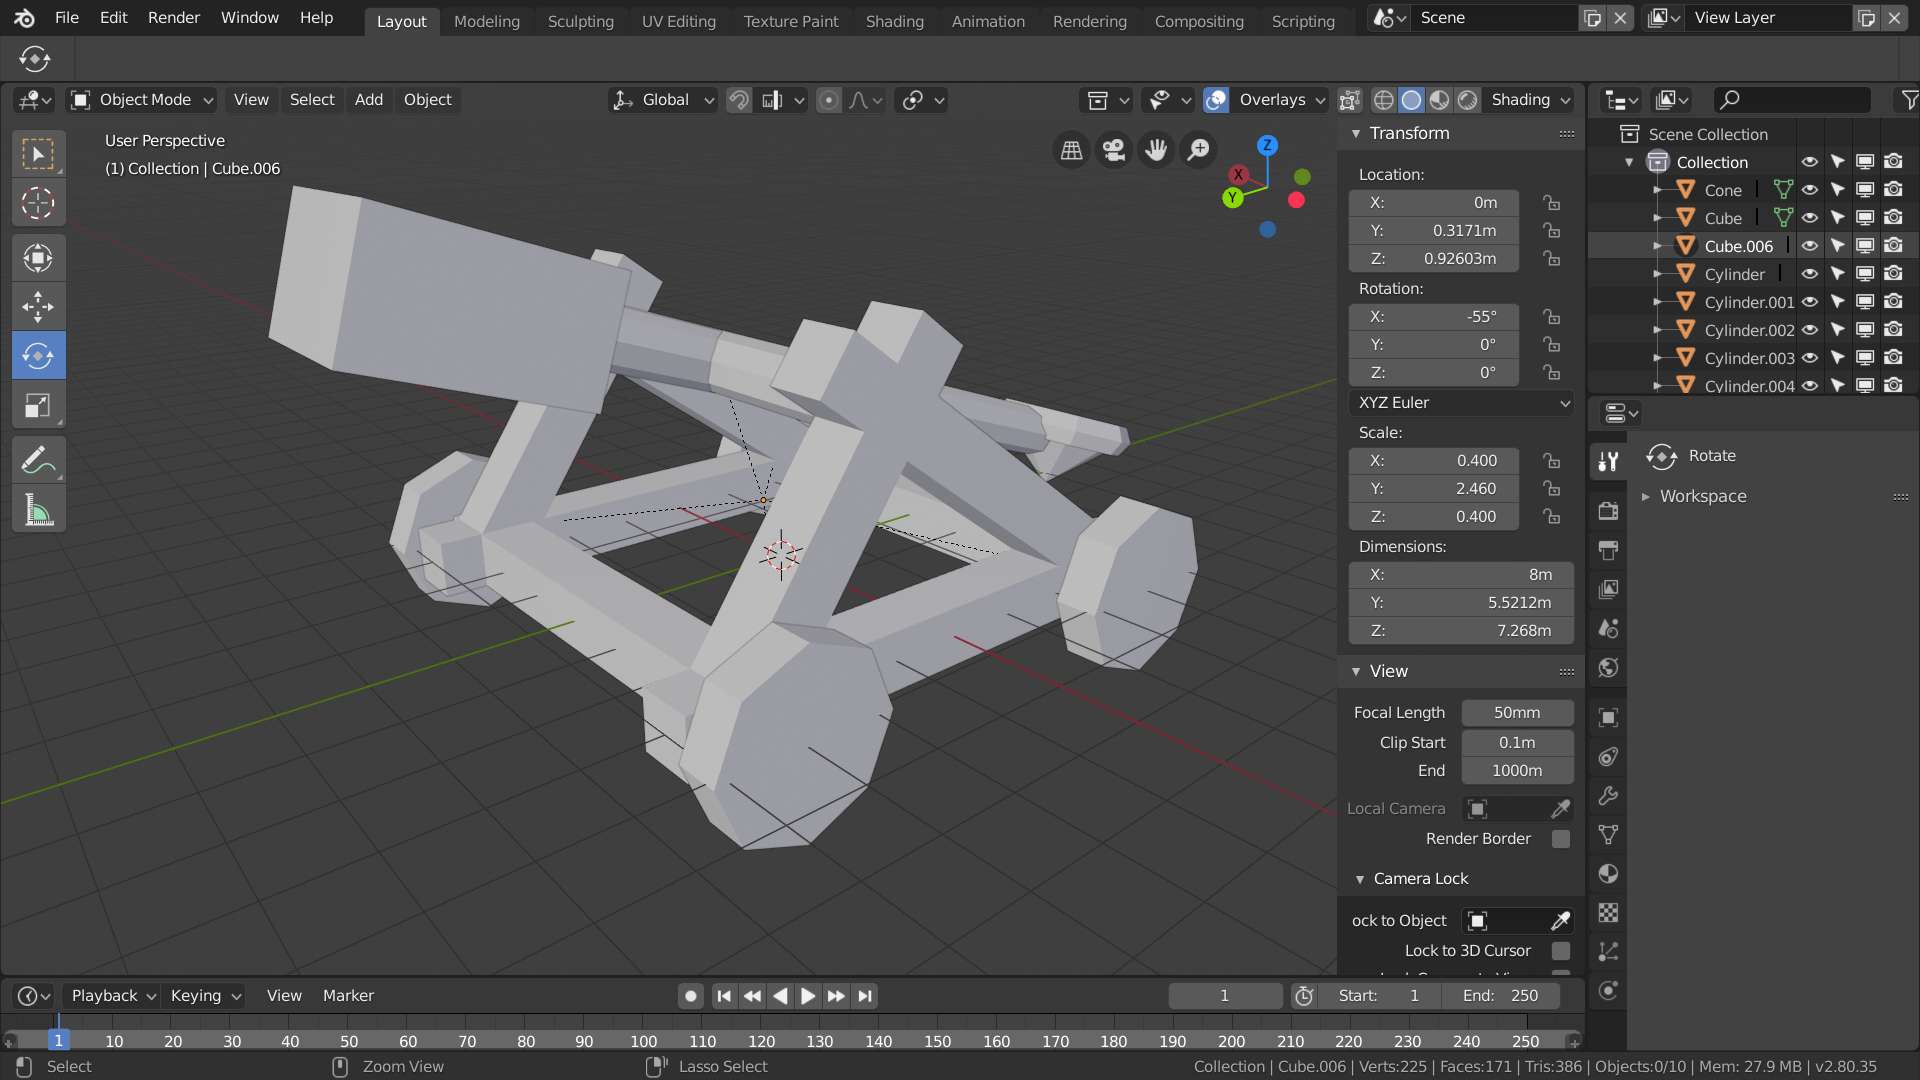 File Edit Render Window Help Layout Modeling Sculpting UV Editing Texture Paint Shading Animation Rendering Compositing Scripting Scene View Layer
Object Mode View Select Add Object Global Overlays Shading
User Perspective
(1) Collection | Cube.006
X
Y
Z
Transform
Location:
X: 0m
Y: 0.3171m
Z: 0.92603m
Rotation:
X: -55°
Y: 0°
Z: 0°
XYZ Euler
Scale:
X: 0.400
Y: 2.460
Z: 0.400
Dimensions:
X: 8m
Y: 5.5212m
Z: 7.268m
View
Focal Length 50mm
Clip Start 0.1m
End 1000m
Local Camera
Render Border
Camera Lock
ock to Object
Lock to 3D Cursor
Scene Collection
Collection
Cone
Cube
Cube.006
Cylinder
Cylinder.001
Cylinder.002
Cylinder.003
Cylinder.004
Rotate
Workspace
Playback Keying View Marker 1 Start: 1 End: 250
1 10 20 30 40 50 60 70 80 90 100 110 120 130 140 150 160 170 180 190 200 210 220 230 240 250
Select Zoom View Lasso Select Collection | Cube.006 | Verts:225 | Faces:171 | Tris:386 | Objects:0/10 | Mem: 27.9 MB | v2.80.35